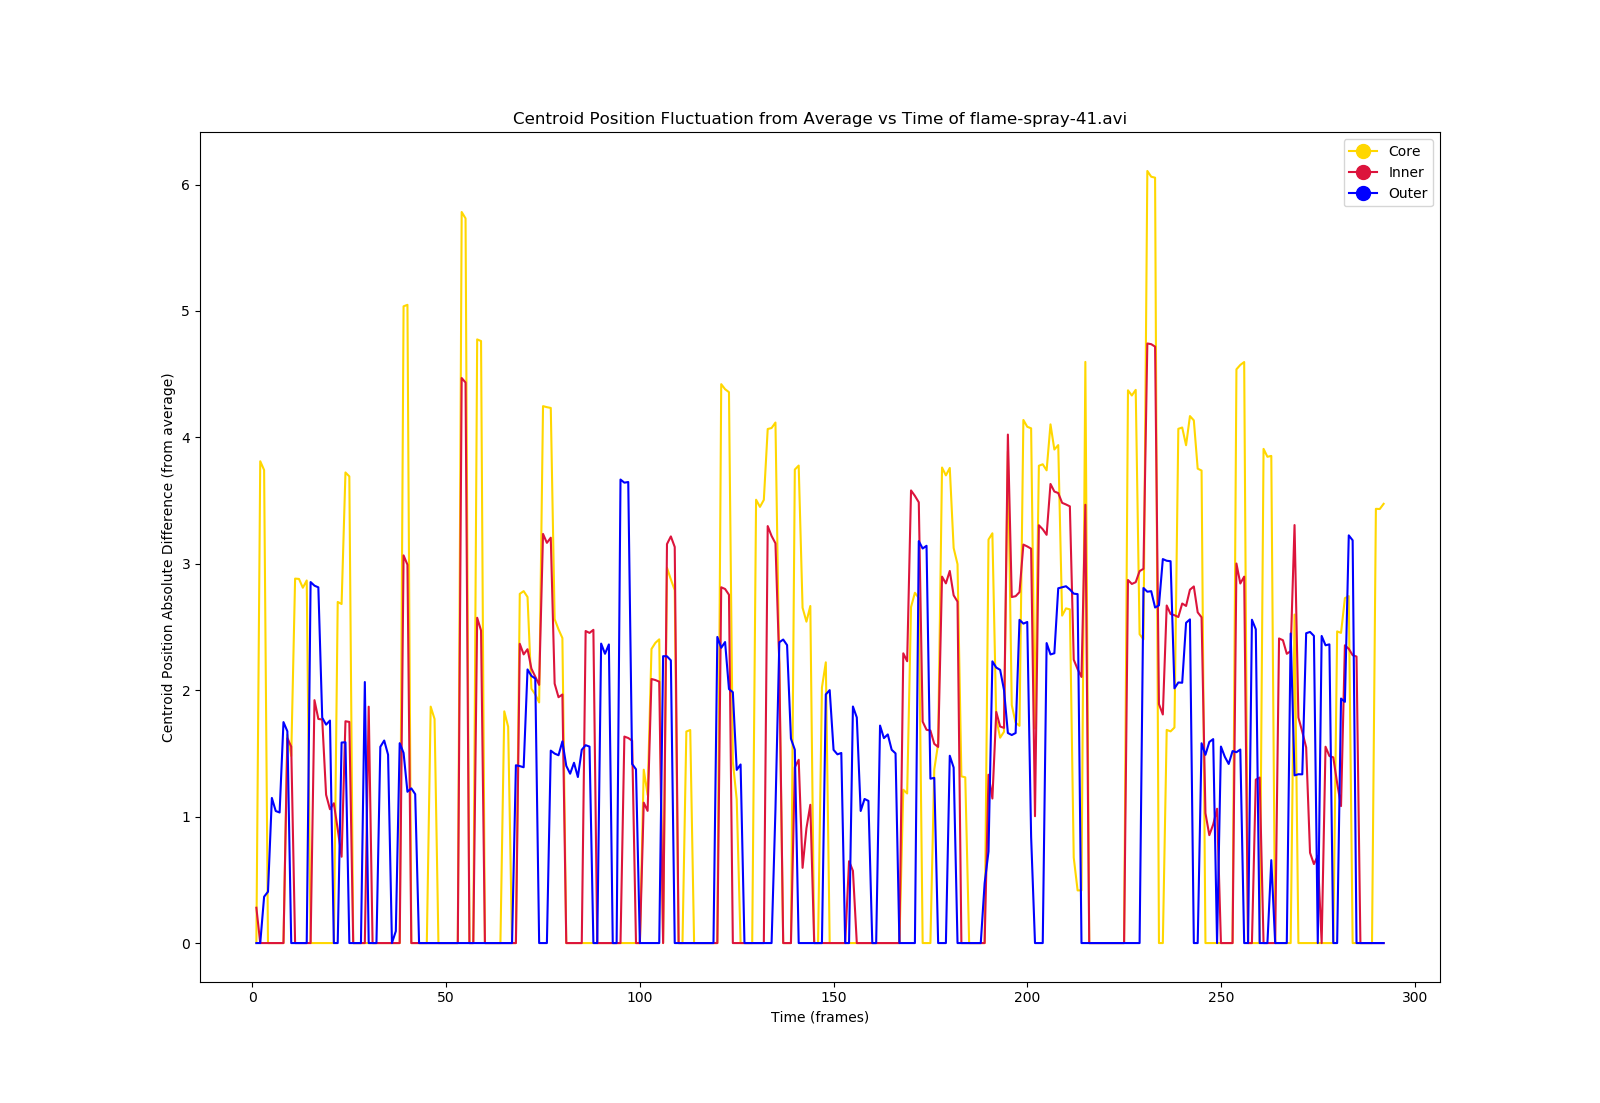 Centroid Position Fluctuation from Average vs Time of flame-spray-41.avi
Core
Inner
Outer
Centroid Position Absolute Difference (from average)
6
5
4
3
2
1
0
0 50 100 150 200 250 300
Time (frames)